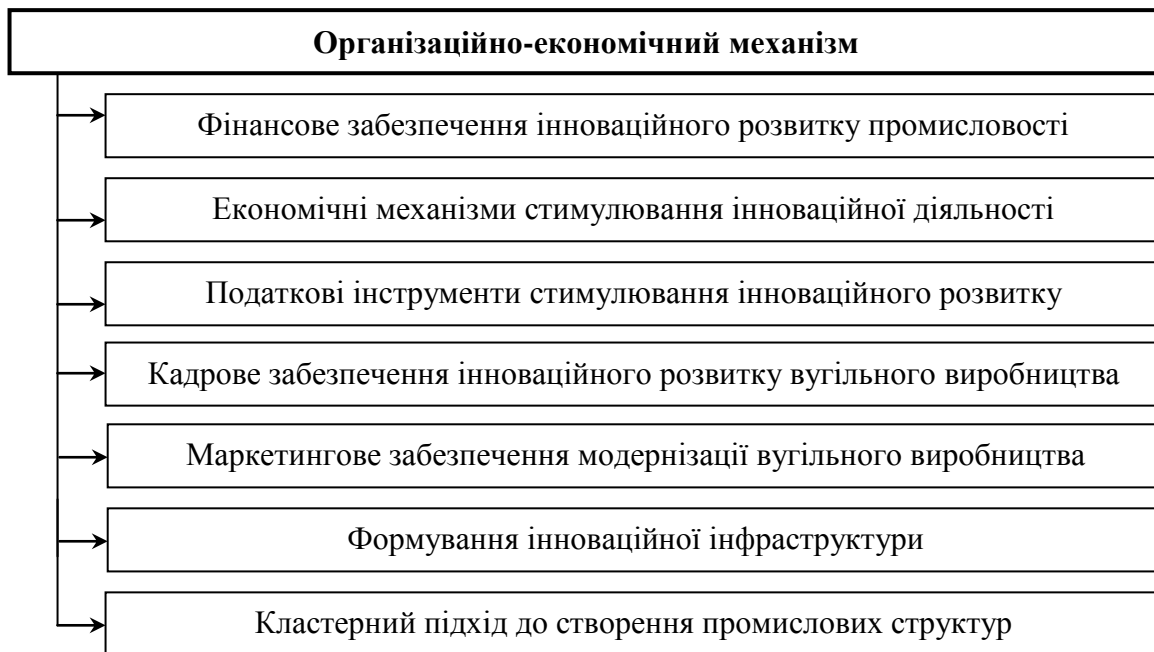 Організаційно-економічний механізм
Фінансове забезпечення інноваційного розвитку промисловості
Економічні механізми стимулювання інноваційної діяльності
Податкові інструменти стимулювання інноваційного розвитку
Кадрове забезпечення інноваційного розвитку вугільного виробництва
Маркетингове забезпечення модернізації вугільного виробництва
Формування інноваційної інфраструктури
Кластерний підхід до створення промислових структур